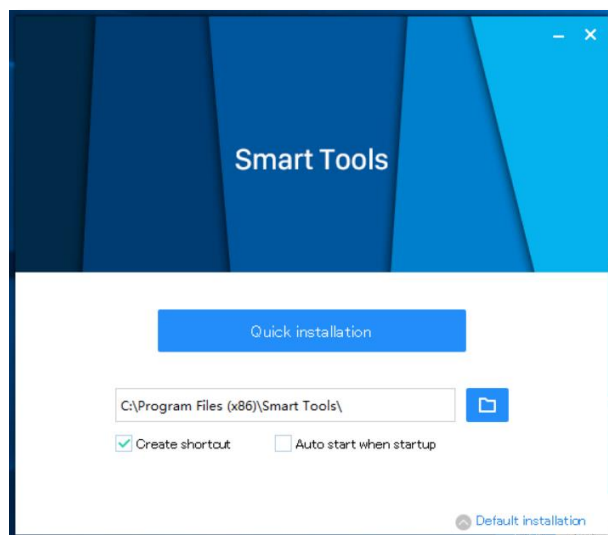 Smart Tools
Quick installation
C:\Program Files (x86)\Smart Tools\
Create shortcut Auto start when startup
Default installation